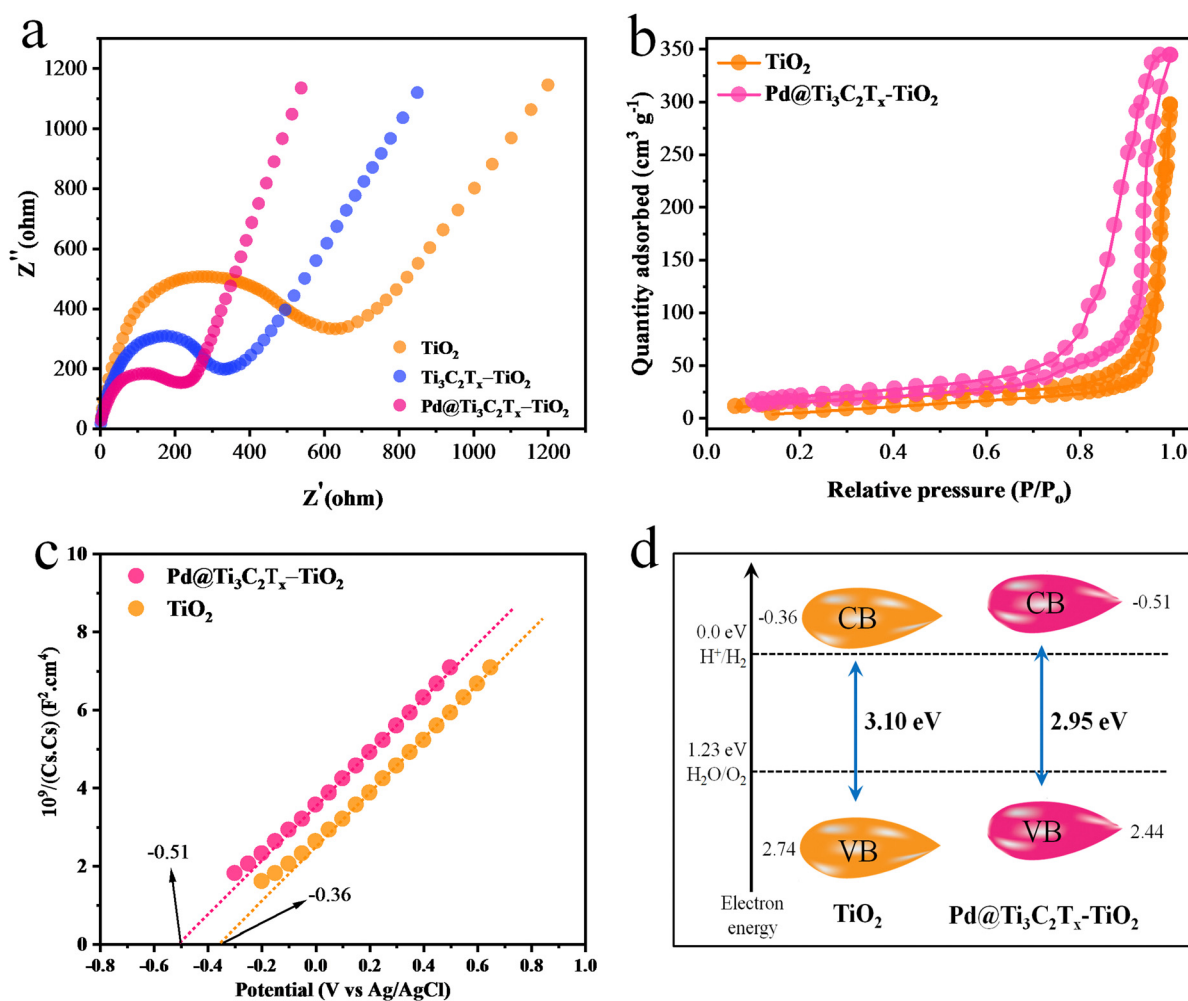 a
1200
1000
800
600
400
200
0
Z''(ohm)
TiO₂
Ti₃C₂Tₓ–TiO₂
Pd@Ti₃C₂Tₓ–TiO₂
0 200 400 600 800 1000 1200
Z'(ohm)
b
350
300
250
200
150
100
50
0
Quantity adsorbed (cm³ g⁻¹)
TiO₂
Pd@Ti₃C₂Tₓ-TiO₂
0.0 0.2 0.4 0.6 0.8 1.0
Relative pressure (P/Pₒ)
c
10
8
6
4
2
0
10⁹/(Cs.Cs) (F².cm⁴)
Pd@Ti₃C₂Tₓ–TiO₂
TiO₂
-0.51
-0.36
-0.8 -0.6 -0.4 -0.2 0.0 0.2 0.4 0.6 0.8 1.0
Potential (V vs Ag/AgCl)
d
-0.36 CB CB -0.51
0.0 eV
H⁺/H₂
3.10 eV 2.95 eV
1.23 eV
H₂O/O₂
2.74 VB VB 2.44
Electron
energy
TiO₂ Pd@Ti₃C₂Tₓ-TiO₂